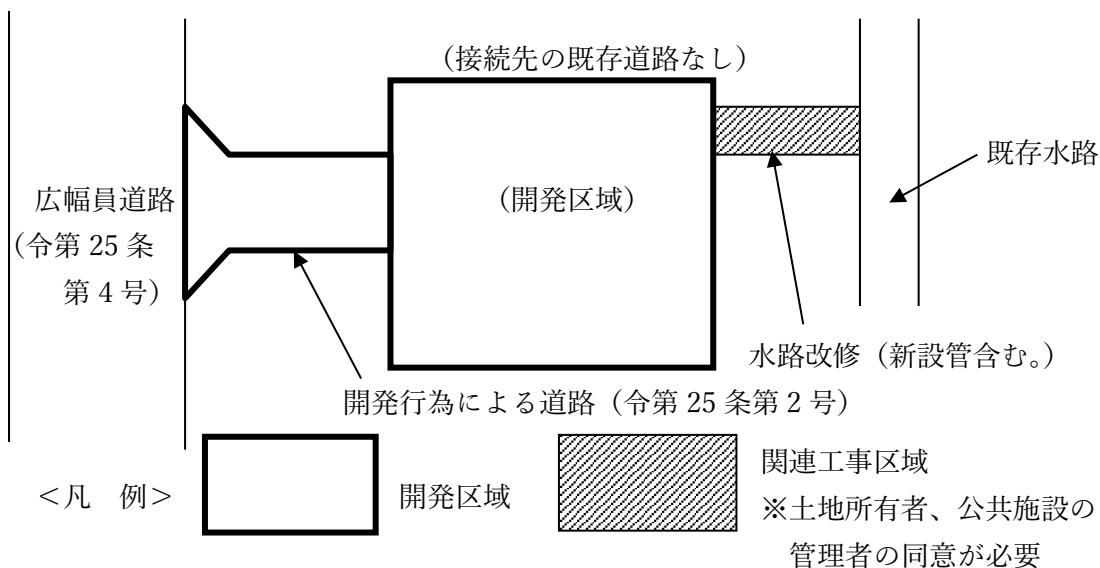 (接続先の既存道路なし)
既存水路
広幅員道路
(令第 25 条
第 4 号)
(開発区域)
水路改修(新設管含む。)
開発行為による道路(令第 25 条第 2 号)
<凡　例>
開発区域
関連工事区域
※土地所有者、公共施設の
管理者の同意が必要